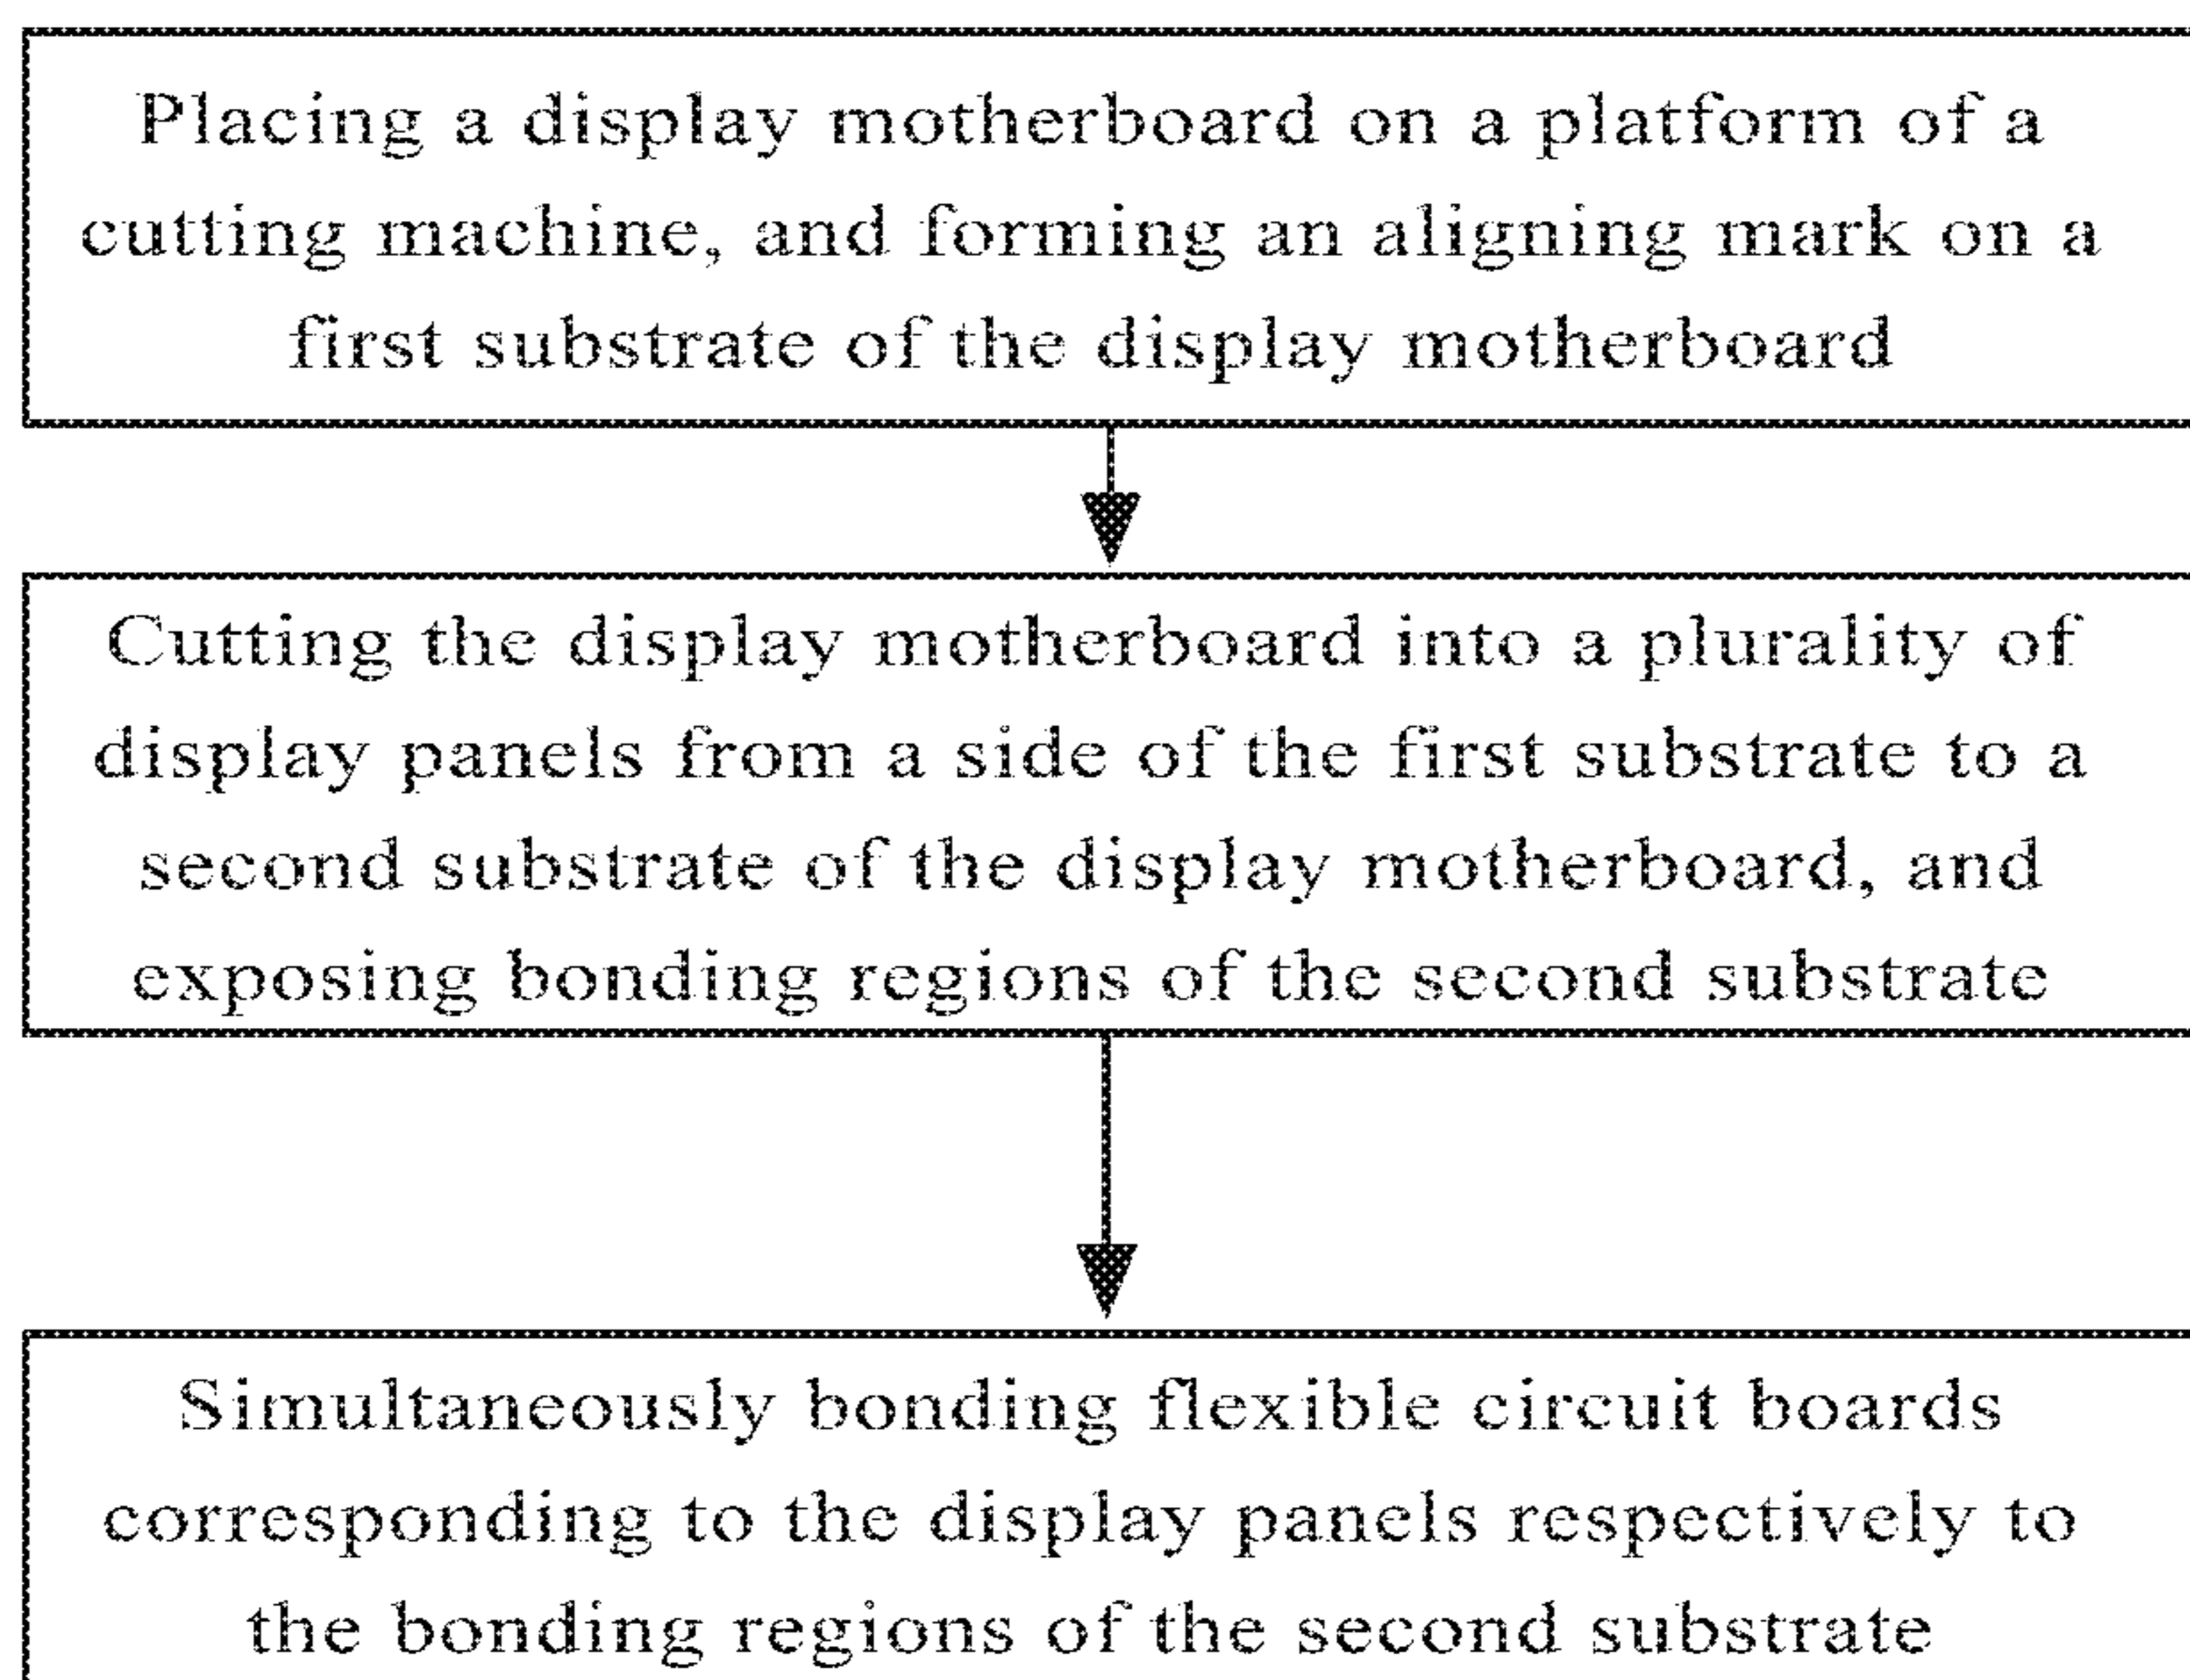 Placing a display motherboard on a platform of a
cutting machine, and forming an aligning mark on a
first substrate of the display motherboard
Cutting the display motherboard into a plurality of
display panels from a side of the first substrate to a
second substrate of the display motherboard, and
exposing bonding regions of the second substrate
Simultaneously bonding flexible circuit boards
corresponding to the display panels respectively to
the bonding regions of the second substrate